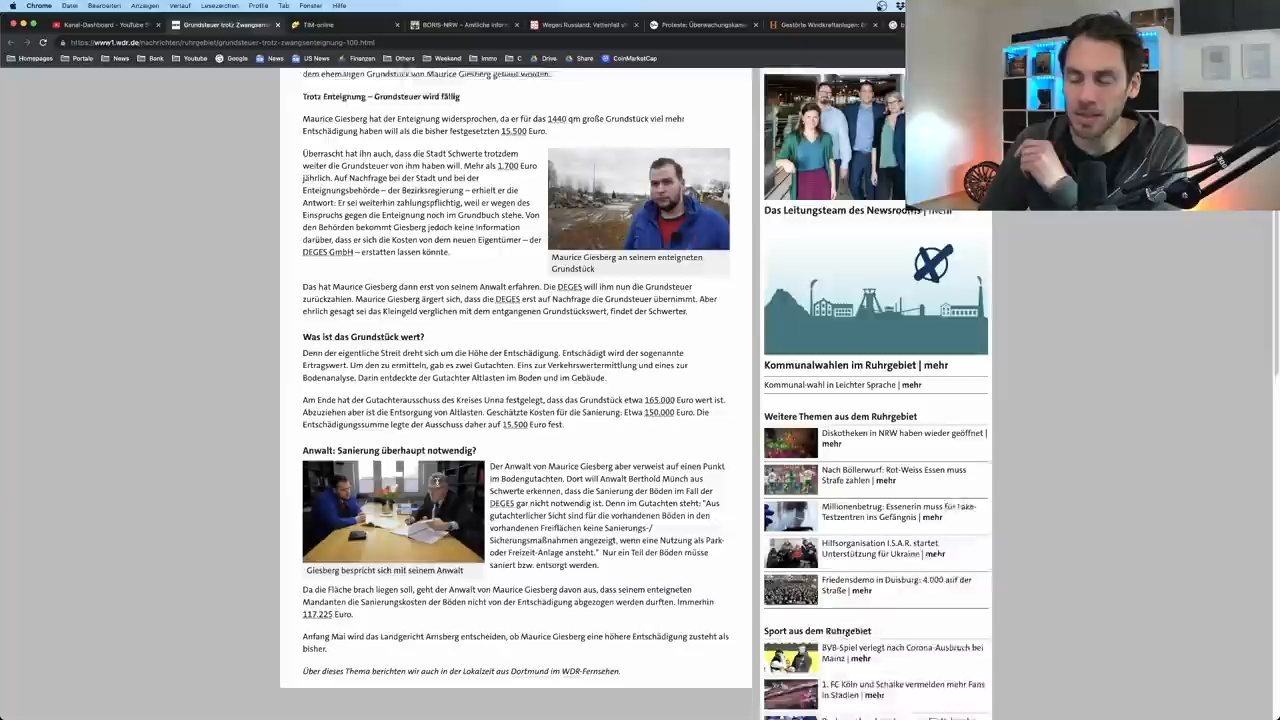 Chrome Datei Bearbeiten Ansicht Verlauf Lesezeichen Profile Tab Fenster Hilfe
Kanal-Dashboard - YouTube
Grundsteuer trotz Zwangsent
TIM-online
BORIS-NRW – Amtliche Inform
Wegen Russland: Vattenfall st
Proteste: Überwachungskam
Gestörte Windkraftanlagen: B
https://www1.wdr.de/nachrichten/ruhrgebiet/grundsteuer-trotz-zwangsenteignung-100.html
Homepages Portale News Bank Youtube Google News US News Finanzen Others Weekend Immo C Drive Share CoinMarketCap
dem ehemaligen Grundstück von Maurice Giesberg gebaut worden.
Trotz Enteignung – Grundsteuer wird fällig
Maurice Giesberg hat der Enteignung widersprochen, da er für das 1440 qm große Grundstück viel mehr
Entschädigung haben will als die bisher festgesetzten 15.500 Euro.
Überrascht hat ihn auch, dass die Stadt Schwerte trotzdem
weiter die Grundsteuer von ihm haben will. Mehr als 1.700 Euro
jährlich. Auf Nachfrage bei der Stadt und bei der
Enteignungsbehörde – der Bezirksregierung – erhielt er die
Antwort: Er sei weiterhin zahlungspflichtig, weil er wegen des
Einspruchs gegen die Enteignung noch im Grundbuch stehe. Von
den Behörden bekommt Giesberg jedoch keine Information
darüber, dass er sich die Kosten von dem neuen Eigentümer – der
DEGES GmbH – erstatten lassen könnte.
Maurice Giesberg an seinem enteigneten
Grundstück
Das hat Maurice Giesberg dann erst von seinem Anwalt erfahren. Die DEGES will ihm nun die Grundsteuer
zurückzahlen. Maurice Giesberg ärgert sich, dass die DEGES erst auf Nachfrage die Grundsteuer übernimmt. Aber
ehrlich gesagt sei das Kleingeld verglichen mit dem entgangenen Grundstückswert, findet der Schwerter.
Was ist das Grundstück wert?
Denn der eigentliche Streit dreht sich um die Höhe der Entschädigung. Entschädigt wird der sogenannte
Ertragswert. Um den zu ermitteln, gab es zwei Gutachten. Eins zur Verkehrswertermittlung und eines zur
Bodenanalyse. Darin entdeckte der Gutachter Altlasten im Boden und im Gebäude.
Am Ende hat der Gutachterausschuss des Kreises Unna festgelegt, dass das Grundstück etwa 165.000 Euro wert ist.
Abzuziehen aber ist die Entsorgung von Altlasten. Geschätzte Kosten für die Sanierung: Etwa 150.000 Euro. Die
Entschädigungssumme legte der Ausschuss daher auf 15.500 Euro fest.
Anwalt: Sanierung überhaupt notwendig?
Der Anwalt von Maurice Giesberg aber verweist auf einen Punkt
im Bodengutachten. Dort will Anwalt Berthold Münch aus
Schwerte erkennen, dass die Sanierung der Böden im Fall der
DEGES gar nicht notwendig ist. Denn im Gutachten steht: "Aus
gutachterlicher Sicht sind für die vorhandenen Böden in den
vorhandenen Freiflächen keine Sanierungs-/
Sicherungsmaßnahmen angezeigt, wenn eine Nutzung als Park-
oder Freizeit-Anlage ansteht." Nur ein Teil der Böden müsse
saniert bzw. entsorgt werden.
Giesberg bespricht sich mit seinem Anwalt
Da die Fläche brach liegen soll, geht der Anwalt von Maurice Giesberg davon aus, dass seinem enteigneten
Mandanten die Sanierungskosten der Böden nicht von der Entschädigung abgezogen werden durften. Immerhin
117.225 Euro.
Anfang Mai wird das Landgericht Arnsberg entscheiden, ob Maurice Giesberg eine höhere Entschädigung zusteht als
bisher.
Über dieses Thema berichten wir auch in der Lokalzeit aus Dortmund im WDR-Fernsehen.
Das Leitungsteam des Newsrooms | mehr
Kommunalwahlen im Ruhrgebiet | mehr
Kommunal-wahl in Leichter Sprache | mehr
Weitere Themen aus dem Ruhrgebiet
Diskotheken in NRW haben wieder geöffnet |
mehr
Nach Böllerwurf: Rot-Weiss Essen muss
Strafe zahlen | mehr
Millionenbetrug: Essenerin muss für Fake-
Testzentren ins Gefängnis | mehr
Hilfsorganisation I.S.A.R. startet
Unterstützung für Ukraine | mehr
Friedensdemo in Duisburg: 4.000 auf der
Straße | mehr
Sport aus dem Ruhrgebiet
BVB-Spiel verlegt nach Corona-Ausbruch bei
Mainz | mehr
1. FC Köln und Schalke vermelden mehr Fans
in Stadien | mehr